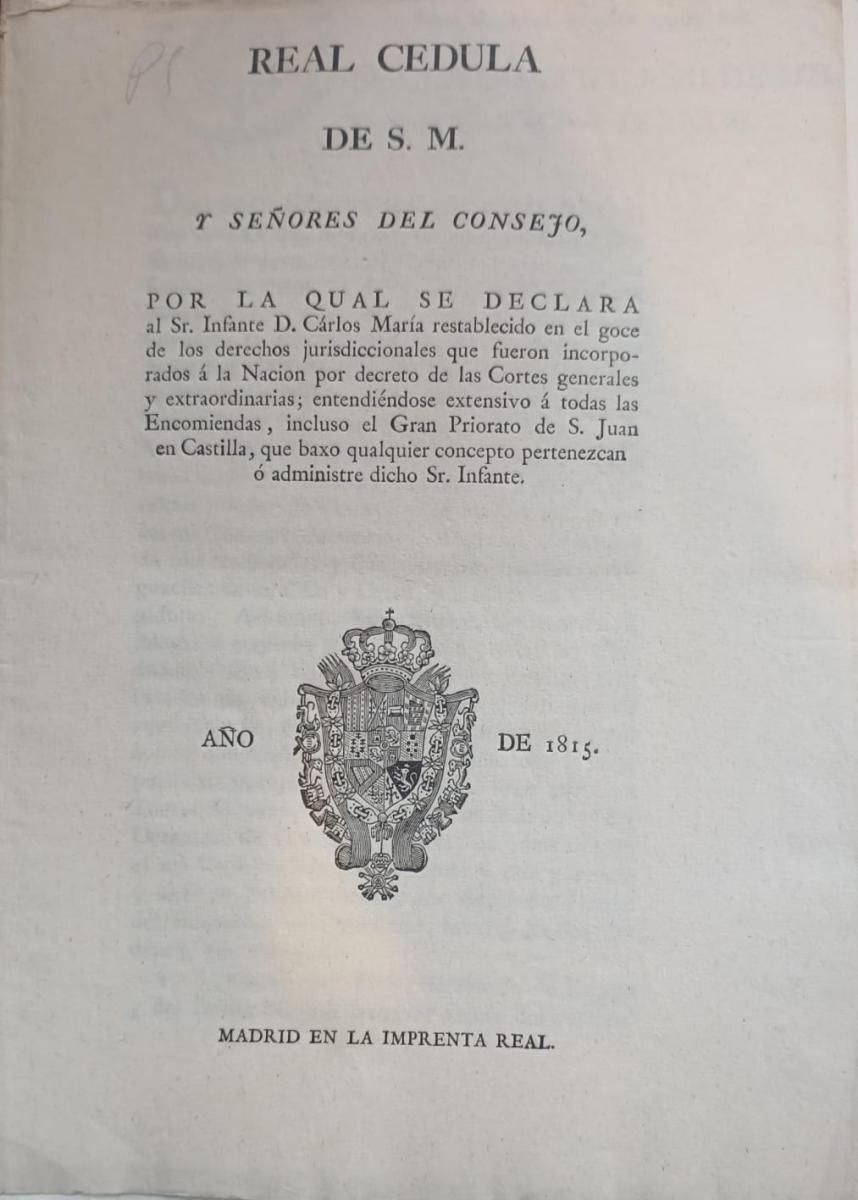 REAL CEDULA
DE S. M.
Y SEÑORES DEL CONSEJO,
POR LA QUAL SE DECLARA
al Sr. Infante D. Cárlos María restablecido en el goce
de los derechos jurisdiccionales que fueron incorpo-
rados á la Nacion por decreto de las Cortes generales
y extraordinarias; entendiéndose extensivo á todas las
Encomiendas, incluso el Gran Priorato de S. Juan
en Castilla, que baxo qualquier concepto pertenezcan
ó administre dicho Sr. Infante.
AÑO DE 1815.
MADRID EN LA IMPRENTA REAL.